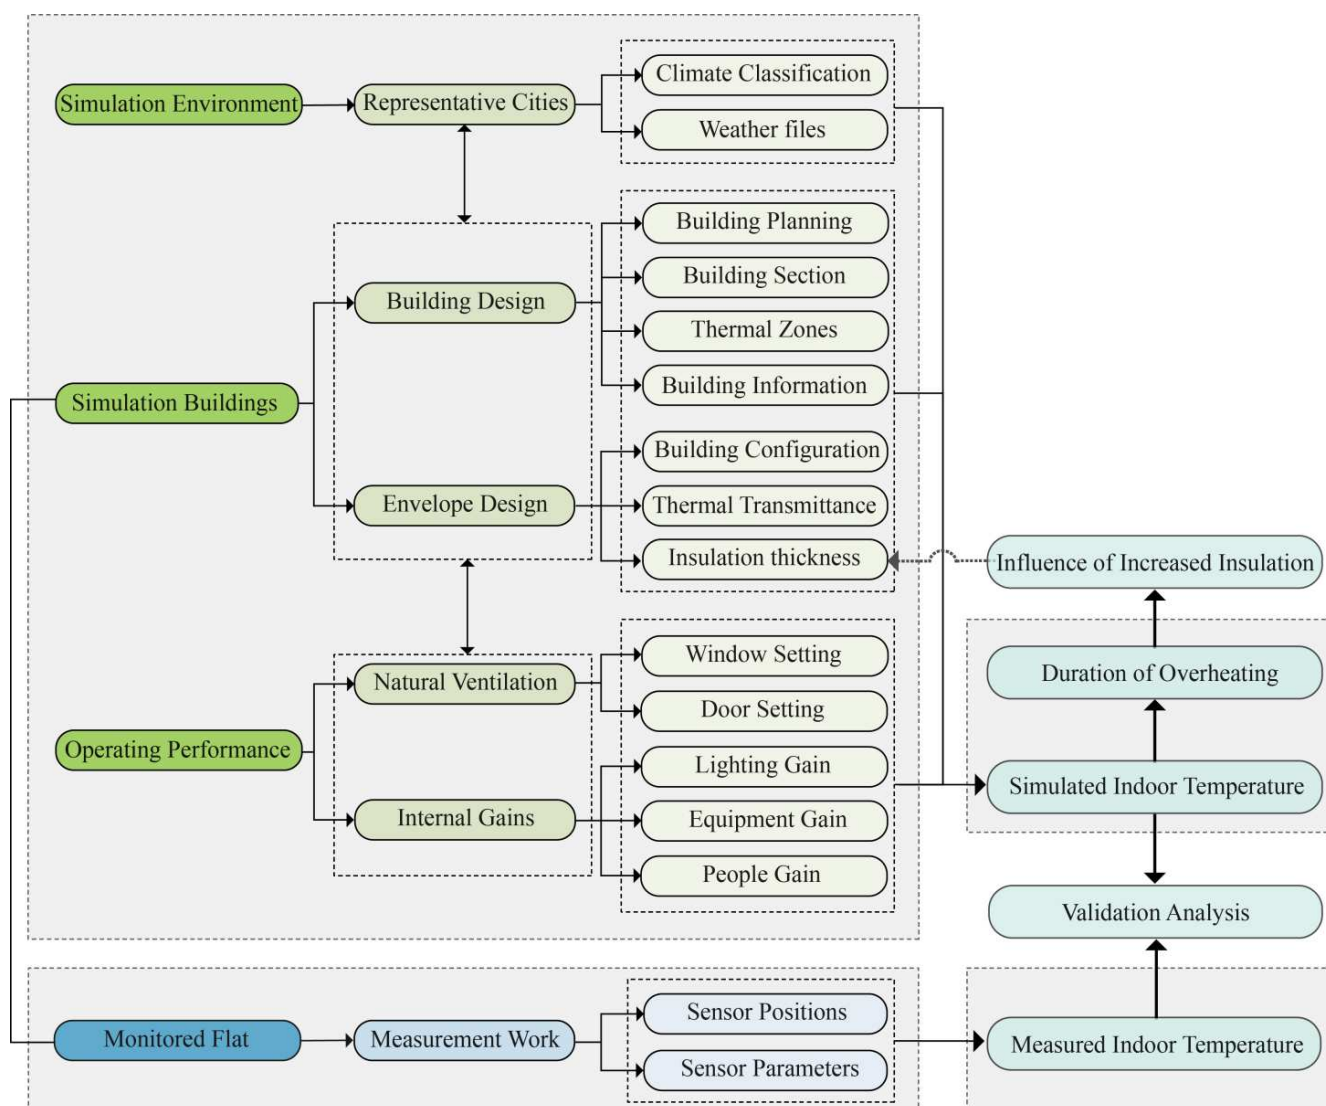 Simulation Environment
Representative Cities
Climate Classification
Weather files
Simulation Buildings
Building Design
Building Planning
Building Section
Thermal Zones
Building Information
Envelope Design
Building Configuration
Thermal Transmittance
Insulation thickness
Operating Performance
Natural Ventilation
Window Setting
Door Setting
Internal Gains
Lighting Gain
Equipment Gain
People Gain
Influence of Increased Insulation
Duration of Overheating
Simulated Indoor Temperature
Validation Analysis
Monitored Flat
Measurement Work
Sensor Positions
Sensor Parameters
Measured Indoor Temperature